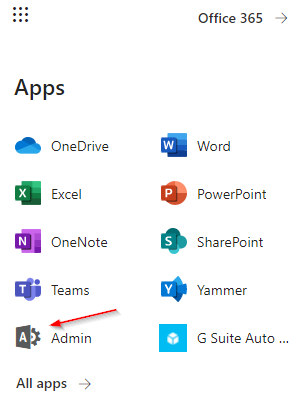 Office 365
Apps
OneDrive Word
Excel PowerPoint
OneNote SharePoint
Teams Yammer
Admin G Suite Auto ...
All apps